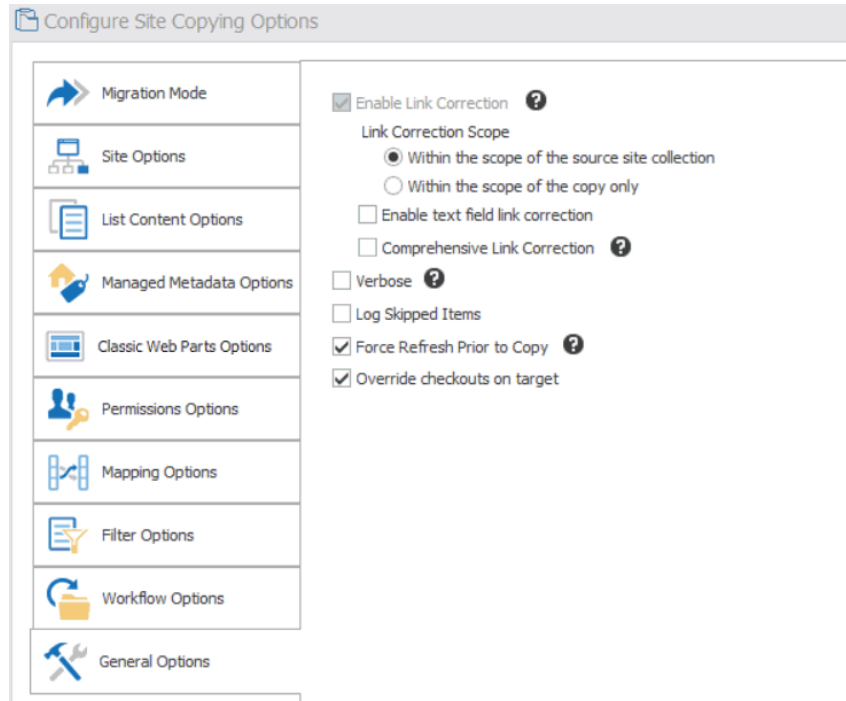 Configure Site Copying Options
Migration Mode
Site Options
List Content Options
Managed Metadata Options
Classic Web Parts Options
Permissions Options
Mapping Options
Filter Options
Workflow Options
General Options
Enable Link Correction ?
Link Correction Scope
Within the scope of the source site collection
Within the scope of the copy only
Enable text field link correction
Comprehensive Link Correction ?
Verbose ?
Log Skipped Items
Force Refresh Prior to Copy ?
Override checkouts on target